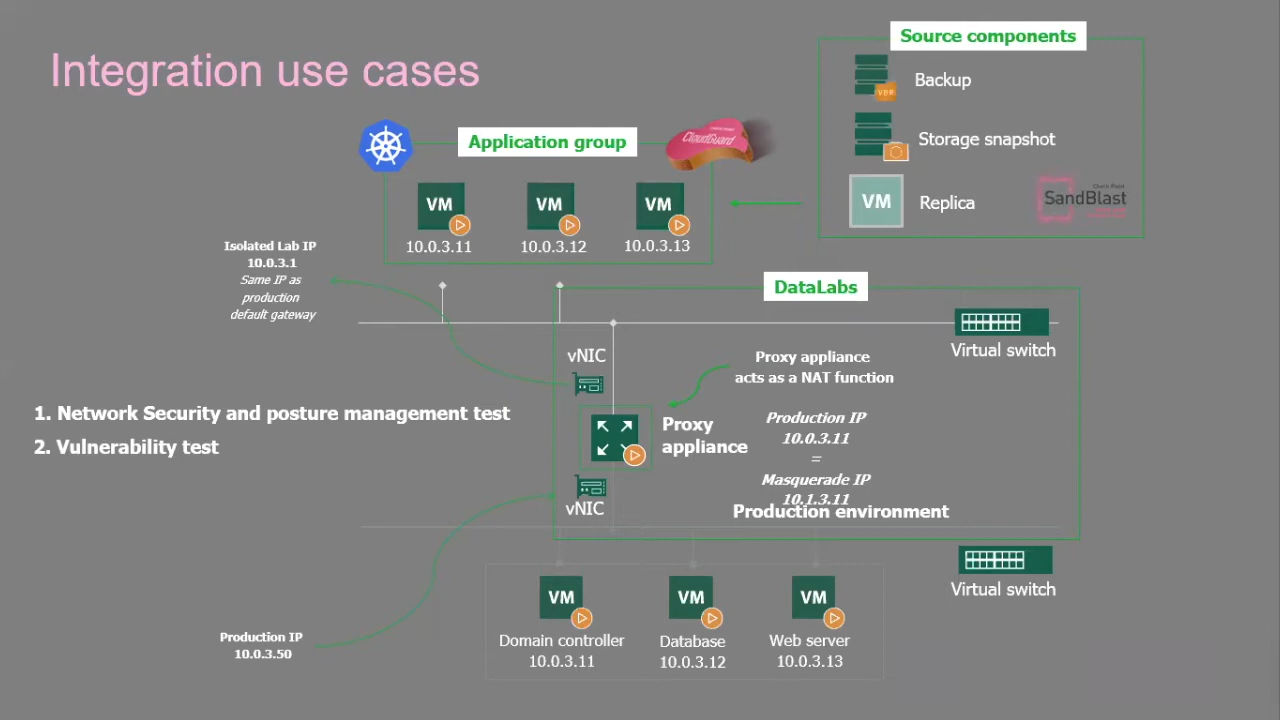 Integration use cases
Source components
Backup
VBM
Storage snapshot
VM
Replica
Check Point
SandBlast
Application group
CloudGuard
VM
VM
VM
10.0.3.11
10.0.3.12
10.0.3.13
Isolated Lab IP
10.0.3.1
Same IP as
production
default gateway
DataLabs
Virtual switch
vNIC
Proxy appliance
acts as a NAT function
1. Network Security and posture management test
2. Vulnerability test
Proxy
appliance
Production IP
10.0.3.11
=
Masquerade IP
10.1.3.11
vNIC
Production environment
Virtual switch
VM
VM
VM
Domain controller
10.0.3.11
Database
10.0.3.12
Web server
10.0.3.13
Production IP
10.0.3.50